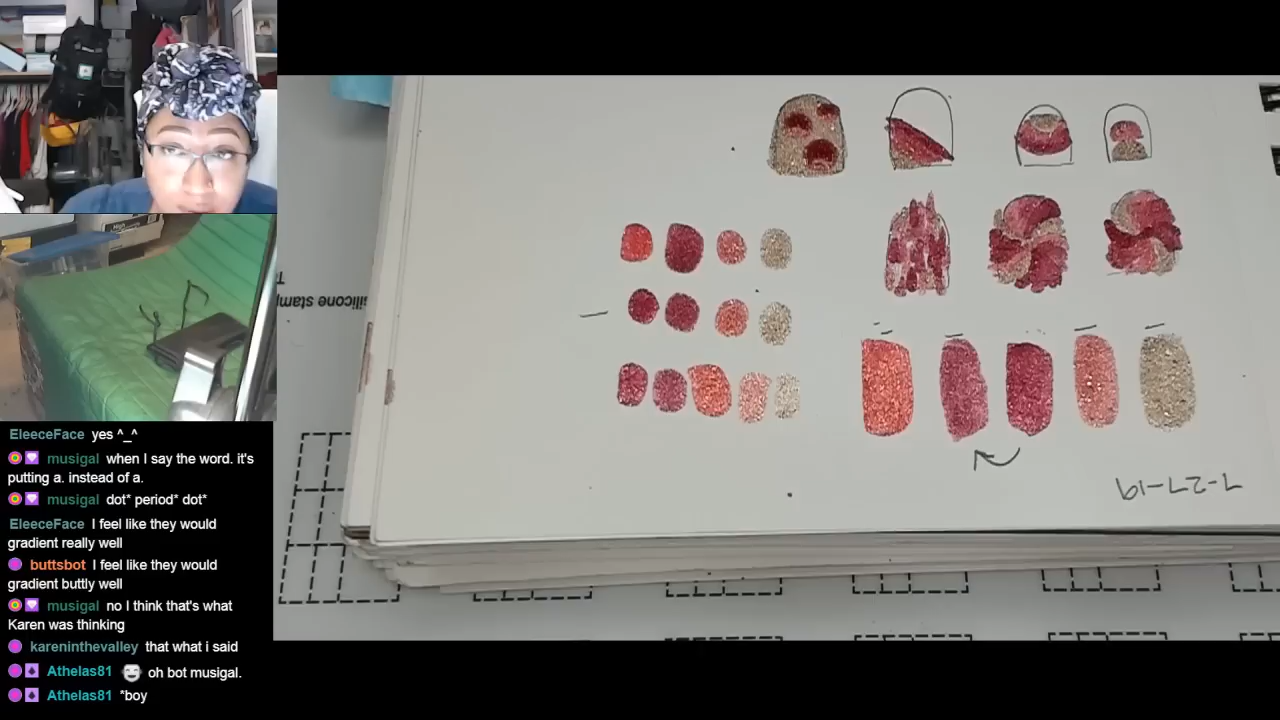 EleeceFace yes ^_^
musigal when I say the word. it's
putting a. instead of a.
musigal dot* period* dot*
EleeceFace I feel like they would
gradient really well
buttsbot I feel like they would
gradient buttly well
musigal no I think that's what
Karen was thinking
kareninthevalley that what i said
Athelas81 oh bot musigal.
Athelas81 *boy
silicone stamp
7-27-19